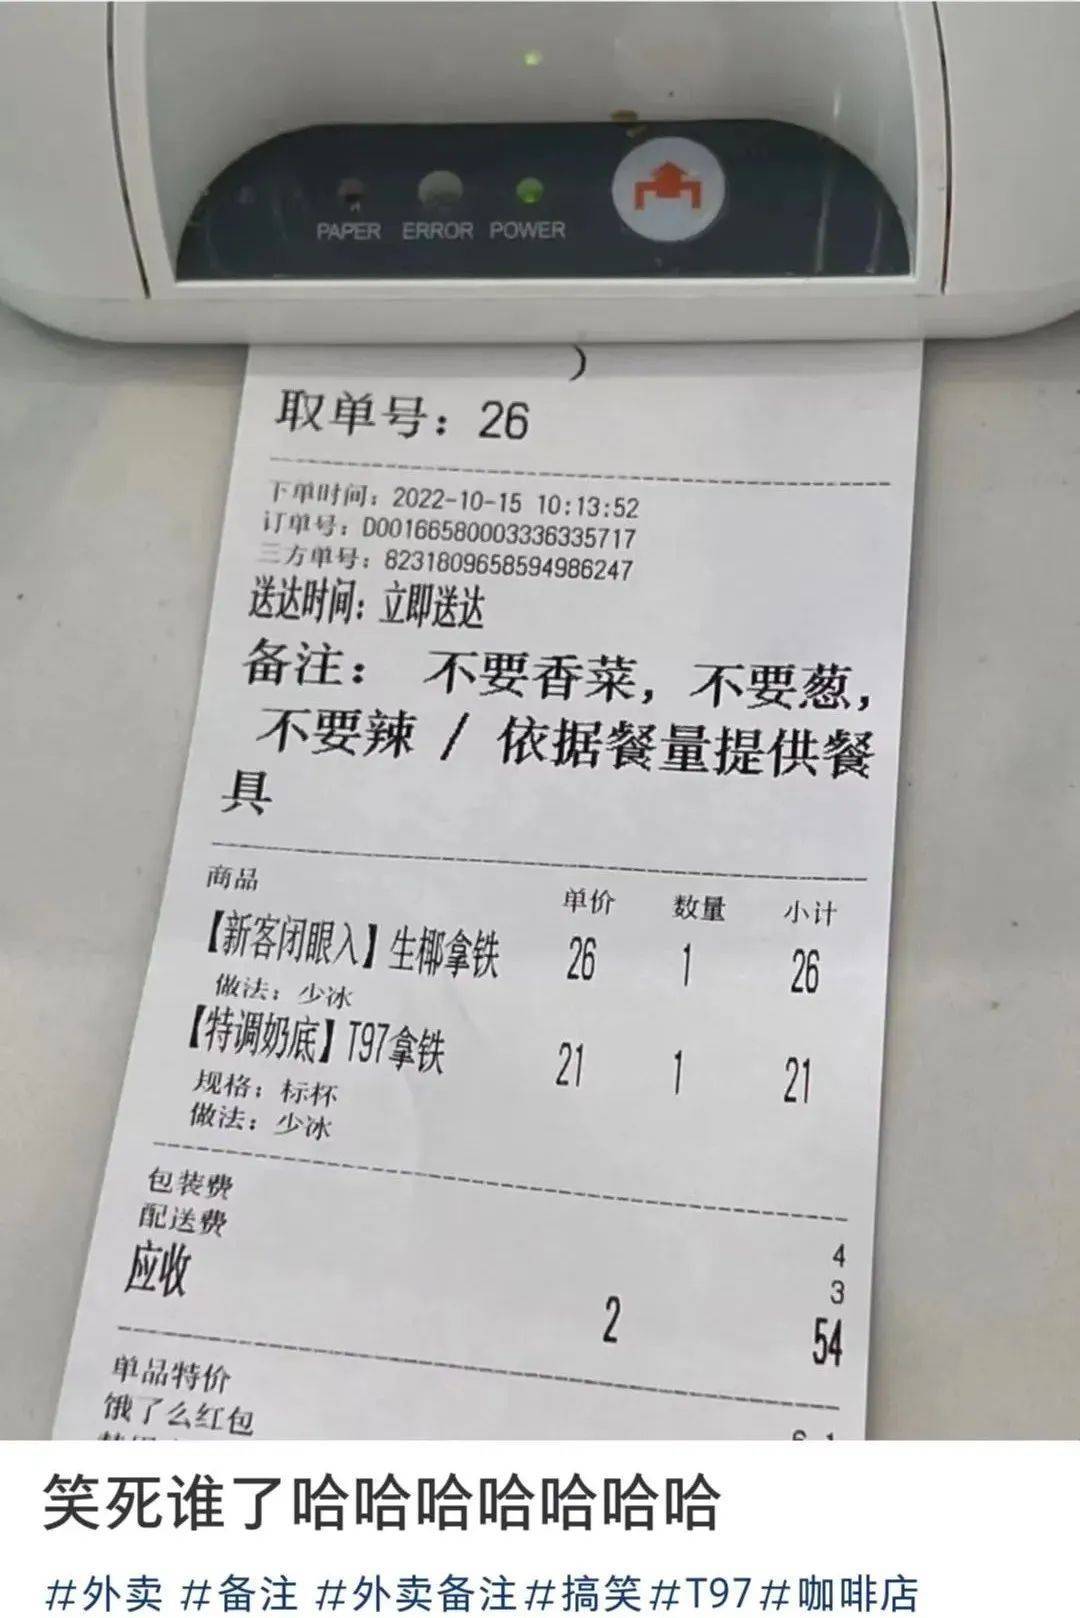 PAPER ERROR POWER
)
取单号：26
下单时间：2022-10-15 10:13:52
订单号：D001665800033363357​17
三方单号：8231809658594986247
送达时间：立即送达
备注： 不要香菜，不要葱，
不要辣 / 依据餐量提供餐
具
商品 单价 数量 小计
【新客闭眼入】生椰拿铁 26 1 26
做法：少冰
【特调奶底】T97拿铁 21 1 21
规格：标杯
做法：少冰
包装费 4
配送费 3
应收 2 54
单品特价
饿了么红包
笑死谁了哈哈哈哈哈哈哈
#外卖 #备注 #外卖备注#搞笑#T97#咖啡店